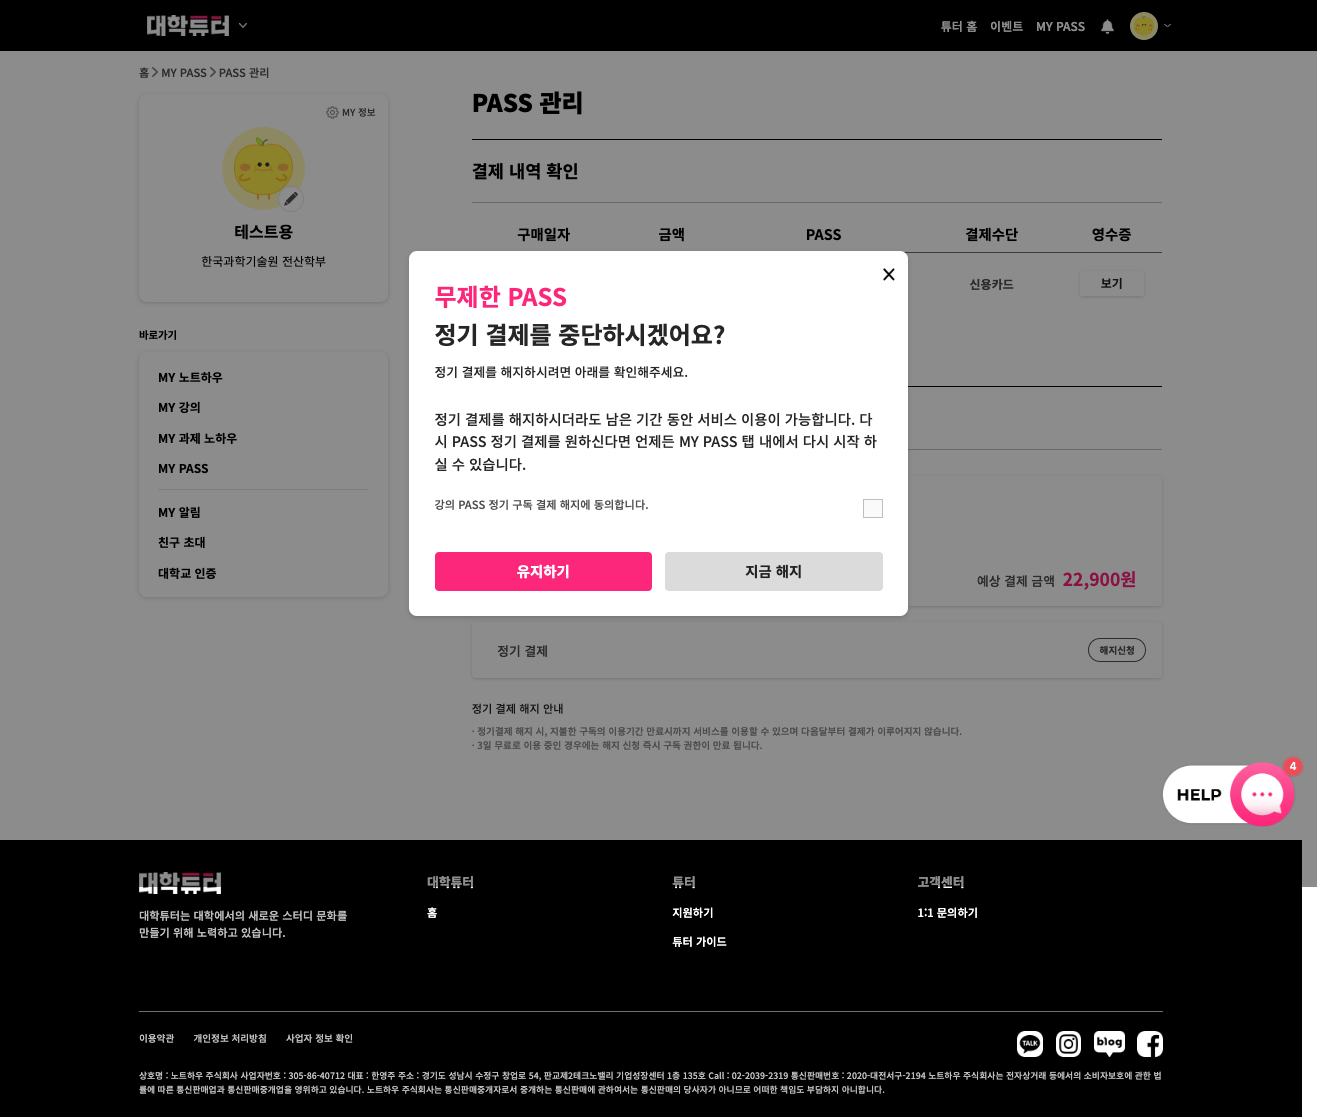 대학튜터
튜터 홈 이벤트 MY PASS
홈 > MY PASS > PASS 관리
MY 정보
테스트용
한국과학기술원 전산학부
바로가기
MY 노트하우
MY 강의
MY 과제 노하우
MY PASS
MY 알림
친구 초대
대학교 인증
PASS 관리
결제 내역 확인
구매일자 금액 PASS 결제수단 영수증
신용카드 보기
무제한 PASS
정기 결제를 중단하시겠어요?
정기 결제를 해지하시려면 아래를 확인해주세요.
정기 결제를 해지하시더라도 남은 기간 동안 서비스 이용이 가능합니다. 다
시 PASS 정기 결제를 원하신다면 언제든 MY PASS 탭 내에서 다시 시작 하
실 수 있습니다.
강의 PASS 정기 구독 결제 해지에 동의합니다.
유지하기 지금 해지
예상 결제 금액 22,900원
정기 결제 해지신청
정기 결제 해지 안내
· 정기결제 해지 시, 지불한 구독의 이용기간 만료시까지 서비스를 이용할 수 있으며 다음달부터 결제가 이루어지지 않습니다.
· 3일 무료로 이용 중인 경우에는 해지 신청 즉시 구독 권한이 만료 됩니다.
HELP 4
대학튜터
대학튜터는 대학에서의 새로운 스터디 문화를
만들기 위해 노력하고 있습니다.
대학튜터
홈
튜터
지원하기
튜터 가이드
고객센터
1:1 문의하기
이용약관 개인정보 처리방침 사업자 정보 확인
TALK blog
상호명 : 노트하우 주식회사 사업자번호 : 305-86-40712 대표 : 한영주 주소 : 경기도 성남시 수정구 창업로 54, 판교제2테크노밸리 기업성장센터 1층 135호 Call : 02-2039-2319 통신판매번호 : 2020-대전서구-2194 노트하우 주식회사는 전자상거래 등에서의 소비자보호에 관한 법
률에 따른 통신판매업과 통신판매중개업을 영위하고 있습니다. 노트하우 주식회사는 통신판매중개자로서 중개하는 통신판매에 관하여서는 통신판매의 당사자가 아니므로 어떠한 책임도 부담하지 아니합니다.